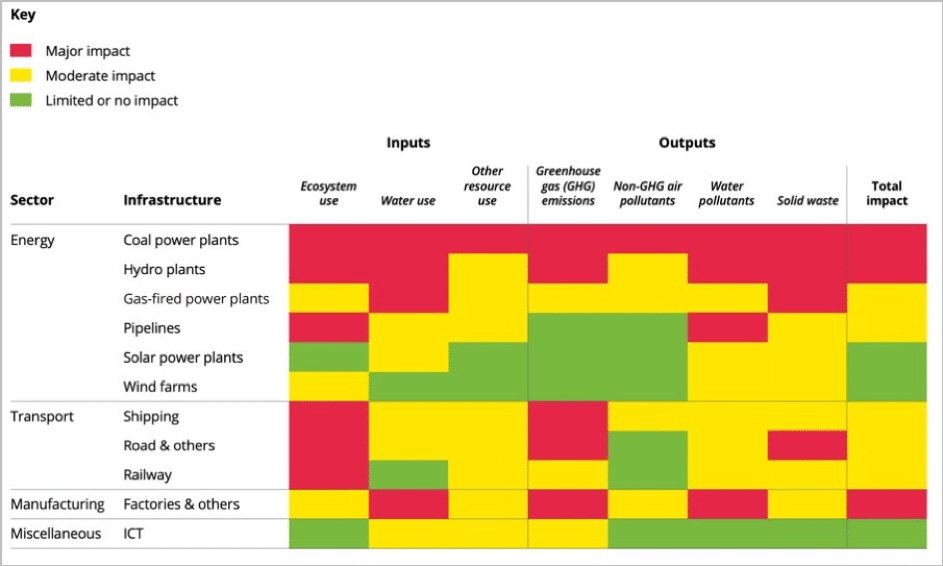 Key
Major impact
Moderate impact
Limited or no impact
Inputs Outputs
Sector Infrastructure Ecosystem use Water use Other resource use Greenhouse gas (GHG) emissions Non-GHG air pollutants Water pollutants Solid waste Total impact
Energy Coal power plants
Hydro plants
Gas-fired power plants
Pipelines
Solar power plants
Wind farms
Transport Shipping
Road & others
Railway
Manufacturing Factories & others
Miscellaneous ICT